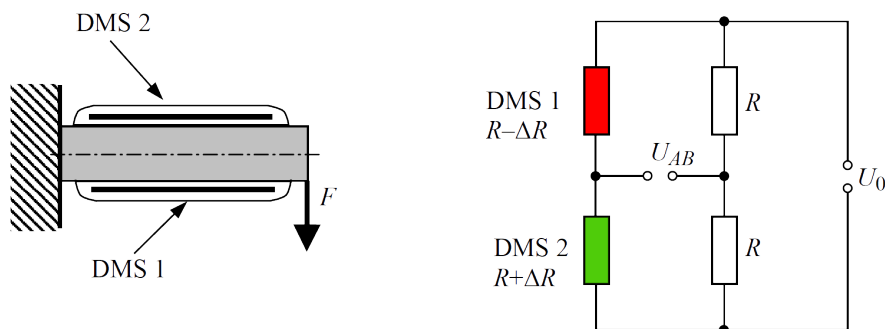 DMS 2
F
DMS 1
DMS 1
R–ΔR
R
U_AB
U_0
DMS 2
R+ΔR
R